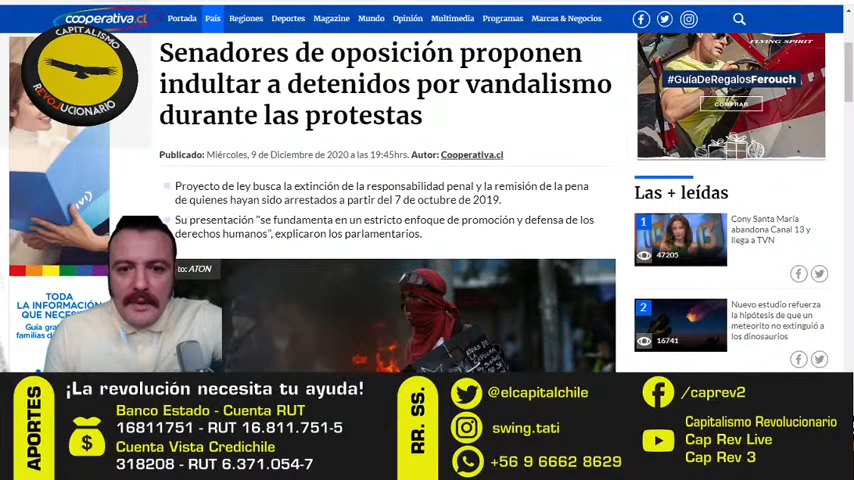 cooperativa.cl
Portada País Regiones Deportes Magazine Mundo Opinión Multimedia Programas Marcas & Negocios
CAPITALISMO
REVOLUCIONARIO
Senadores de oposición proponen
indultar a detenidos por vandalismo
durante las protestas
Publicado: Miércoles, 9 de Diciembre de 2020 a las 19:45hrs. Autor: Cooperativa.cl
Proyecto de ley busca la extinción de la responsabilidad penal y la remisión de la pena
de quienes hayan sido arrestados a partir del 7 de octubre de 2019.
Su presentación "se fundamenta en un estricto enfoque de promoción y defensa de los
derechos humanos", explicaron los parlamentarios.
to: ATON
TODA
LA INFORMACIÓN
QUE NECES
Guía gra
familias d
FLYING SPIRIT
#GuíaDeRegalosFerouch
COMPRAR
Las + leídas
1
47205
Cony Santa María
abandona Canal 13 y
llega a TVN
2
16741
Nuevo estudio refuerza
la hipótesis de que un
meteorito no extinguió a
los dinosaurios
APORTES
¡La revolución necesita tu ayuda!
Banco Estado - Cuenta RUT
16811751 - RUT 16.811.751-5
Cuenta Vista Credichile
318208 - RUT 6.371.054-7
RR. SS.
@elcapitalchile
swing.tati
+56 9 6662 8629
/caprev2
Capitalismo Revolucionario
Cap Rev Live
Cap Rev 3